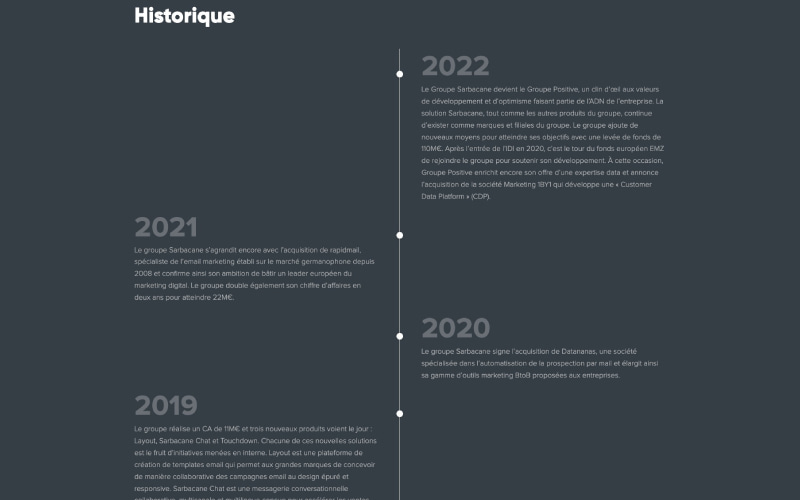 Historique
2022
Le Groupe Sarbacane devient le Groupe Positive, un clin d'œil aux valeurs
de développement et d'optimisme faisant partie de l'ADN de l'entreprise. La
solution Sarbacane, tout comme les autres produits du groupe, continue
d'exister comme marques et filiales du groupe. Le groupe ajoute de
nouveaux moyens pour atteindre ses objectifs avec une levée de fonds de
110M€. Après l'entrée de l'IDI en 2020, c'est le tour du fonds européen EMZ
de rejoindre le groupe pour soutenir son développement. À cette occasion,
Groupe Positive enrichit encore son offre d'une expertise data et annonce
l'acquisition de la société Marketing 1BY1 qui développe une « Customer
Data Platform » (CDP).
2021
Le groupe Sarbacane s'agrandit encore avec l'acquisition de rapidmail,
spécialiste de l'email marketing établi sur le marché germanophone depuis
2008 et confirme ainsi son ambition de bâtir un leader européen du
marketing digital. Le groupe double également son chiffre d'affaires en
deux ans pour atteindre 22M€.
2020
Le groupe Sarbacane signe l'acquisition de Datananas, une société
spécialisée dans l'automatisation de la prospection par mail et élargit ainsi
sa gamme d'outils marketing BtoB proposées aux entreprises.
2019
Le groupe réalise un CA de 11M€ et trois nouveaux produits voient le jour :
Layout, Sarbacane Chat et Touchdown. Chacune de ces nouvelles solutions
est le fruit d'initiatives menées en interne. Layout est une plateforme de
création de templates email qui permet aux grandes marques de concevoir
de manière collaborative des campagnes email au design épuré et
responsive. Sarbacane Chat est une messagerie conversationnelle